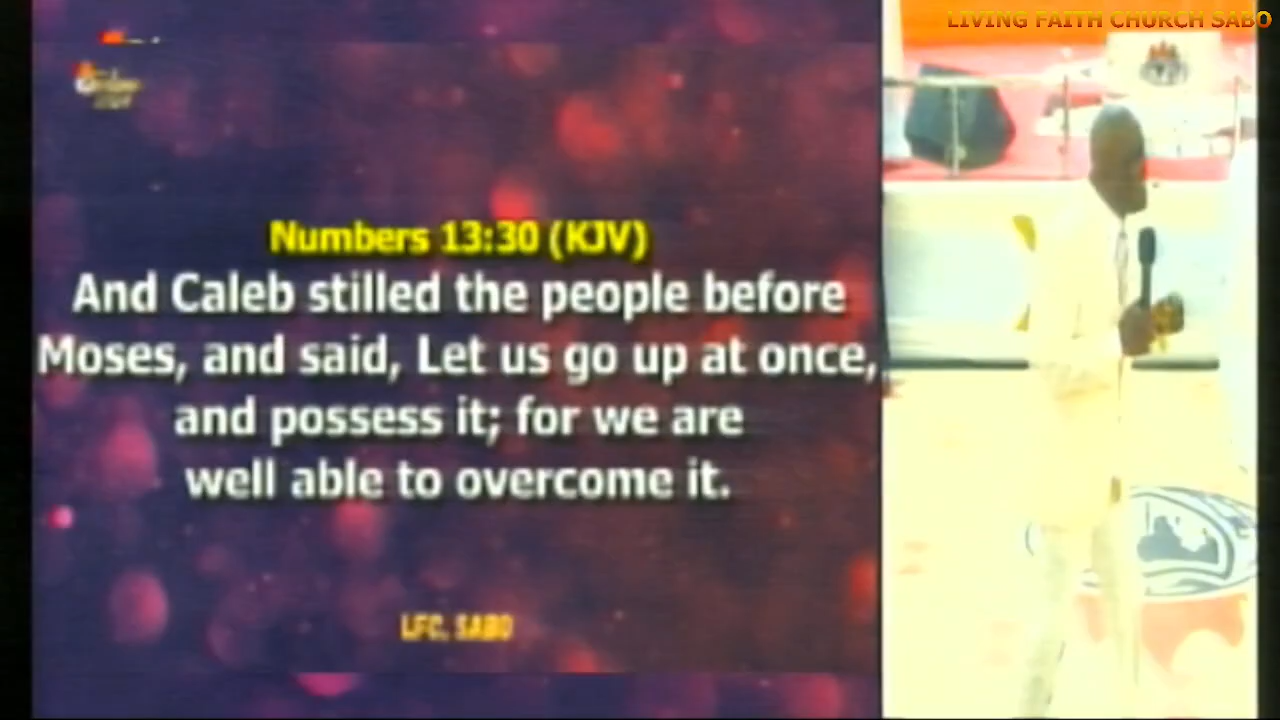 LIVING FAITH CHURCH SABO
Numbers 13:30 (KJV)
And Caleb stilled the people before
Moses, and said, Let us go up at once,
and possess it; for we are
well able to overcome it.
LFC. SABO